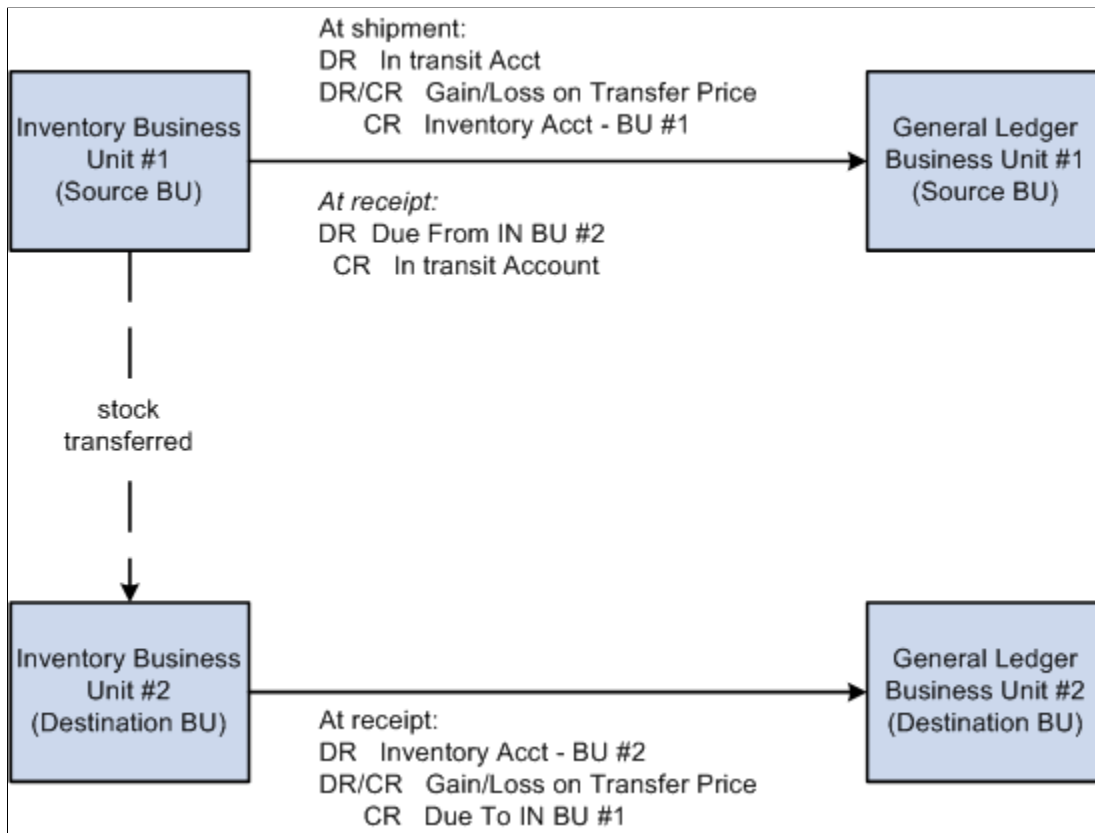 At shipment:
DR In transit Acct
DR/CR Gain/Loss on Transfer Price
CR Inventory Acct - BU #1
Inventory Business
Unit #1
(Source BU)
General Ledger
Business Unit #1
(Source BU)
At receipt:
DR Due From IN BU #2
CR In transit Account
stock
transferred
Inventory Business
Unit #2
(Destination BU)
General Ledger
Business Unit #2
(Destination BU)
At receipt:
DR Inventory Acct - BU #2
DR/CR Gain/Loss on Transfer Price
CR Due To IN BU #1